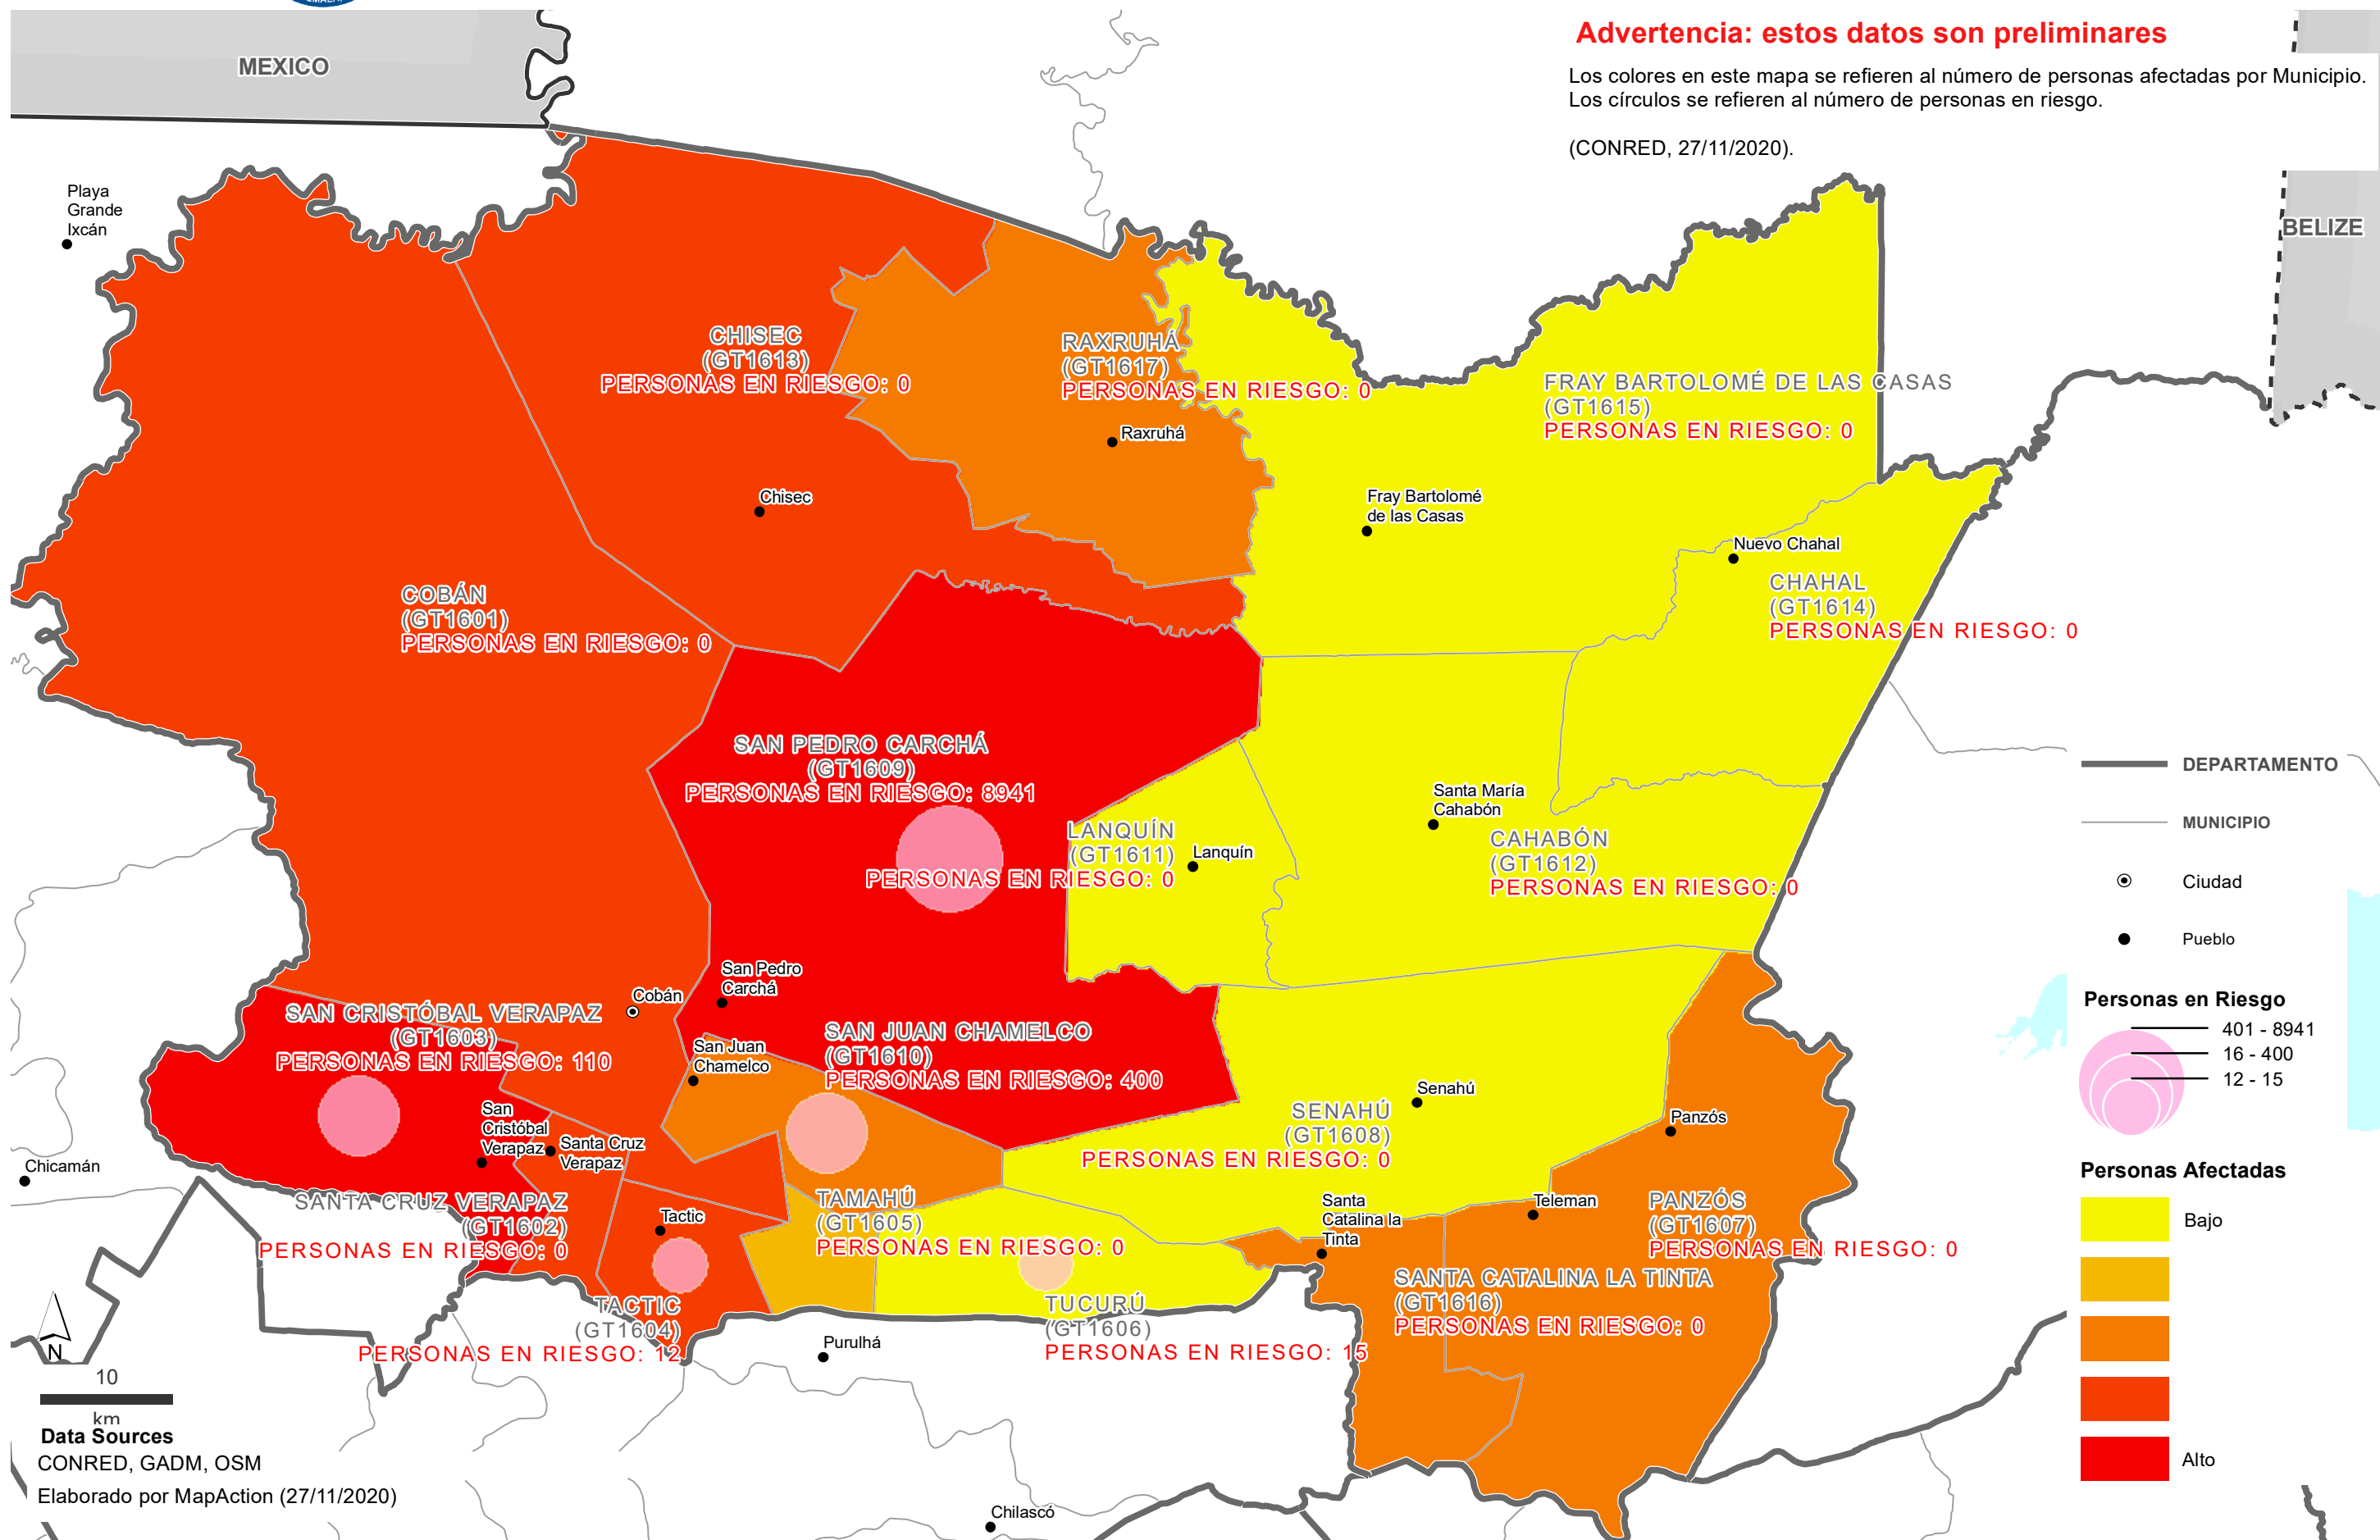 MEXICO
Advertencia: estos datos son preliminares
Los colores en este mapa se refieren al número de personas afectadas por Municipio.
Los círculos se refieren al número de personas en riesgo.
(CONRED, 27/11/2020).
BELIZE
Playa
Grande
Ixcán
CHISEC
(GT1613)
PERSONAS EN RIESGO: 0
RAXRUHÁ
(GT1617)
PERSONAS EN RIESGO: 0
FRAY BARTOLOMÉ DE LAS CASAS
(GT1615)
PERSONAS EN RIESGO: 0
Raxruhá
Chisec
Fray Bartolomé
de las Casas
Nuevo Chahal
CHAHAL
(GT1614)
PERSONAS EN RIESGO: 0
COBÁN
(GT1601)
PERSONAS EN RIESGO: 0
SAN PEDRO CARCHÁ
(GT1609)
PERSONAS EN RIESGO: 8941
LANQUÍN
(GT1611)
PERSONAS EN RIESGO: 0
Lanquín
Santa María
Cahabón
CAHABÓN
(GT1612)
PERSONAS EN RIESGO: 0
San Pedro
Carchá
Cobán
SAN CRISTÓBAL VERAPAZ
(GT1603)
PERSONAS EN RIESGO: 110
San Juan
Chamelco
SAN JUAN CHAMELCO
(GT1610)
PERSONAS EN RIESGO: 400
San
Cristóbal
Verapaz
Santa Cruz
Verapaz
SENAHÚ
(GT1608)
PERSONAS EN RIESGO: 0
Senahú
Panzós
Chicamán
SANTA CRUZ VERAPAZ
(GT1602)
PERSONAS EN RIESGO: 0
Tactic
TAMAHÚ
(GT1605)
PERSONAS EN RIESGO: 0
Santa
Catalina la
Tinta
Teleman
PANZÓS
(GT1607)
PERSONAS EN RIESGO: 0
SANTA CATALINA LA TINTA
(GT1616)
PERSONAS EN RIESGO: 0
TACTIC
(GT1604)
PERSONAS EN RIESGO: 12
TUCURÚ
(GT1606)
PERSONAS EN RIESGO: 15
Purulhá
Chilascó
DEPARTAMENTO
MUNICIPIO
Ciudad
Pueblo
Personas en Riesgo
401 - 8941
16 - 400
12 - 15
Personas Afectadas
Bajo
Alto
N
10
km
Data Sources
CONRED, GADM, OSM
Elaborado por MapAction (27/11/2020)